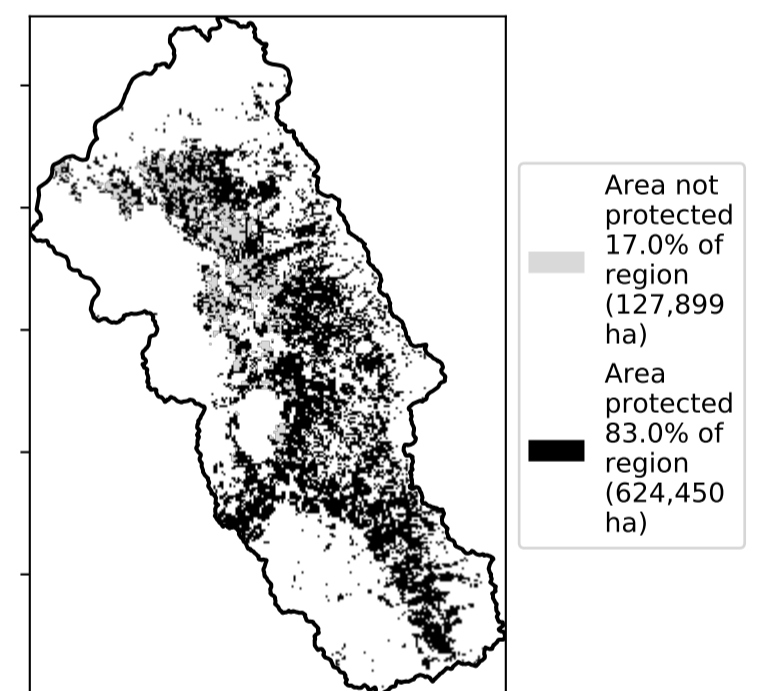 Area not
protected
17.0% of
region
(127,899
ha)
Area
protected
83.0% of
region
(624,450
ha)